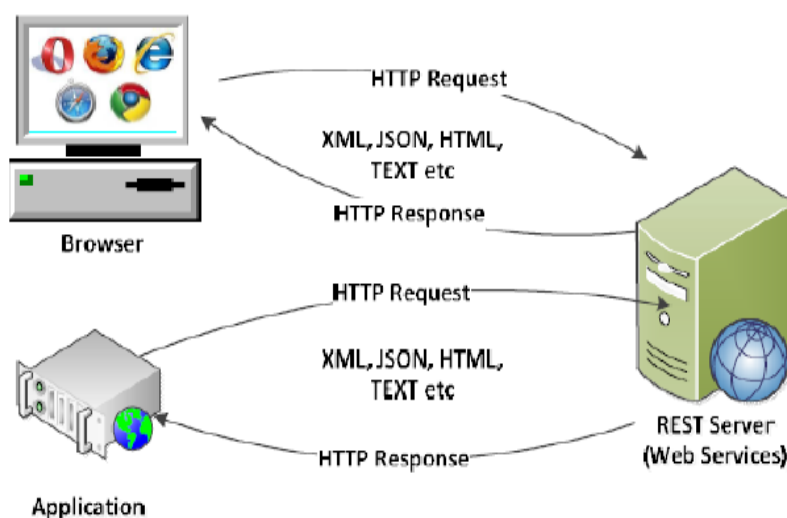 HTTP Request
XML, JSON, HTML,
TEXT etc
HTTP Response
Browser
HTTP Request
XML, JSON, HTML,
TEXT etc
HTTP Response
REST Server
(Web Services)
Application